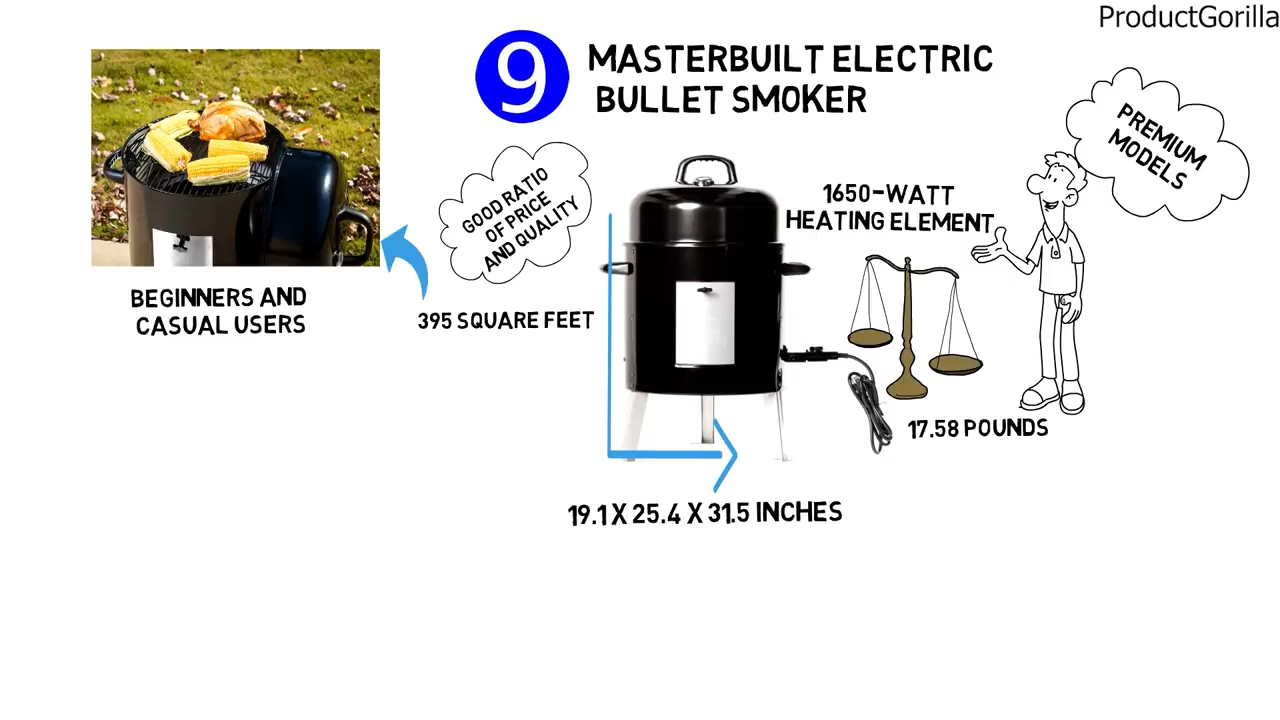 ProductGorilla
9
MASTERBUILT ELECTRIC
BULLET SMOKER
PREMIUM
MODELS
GOOD RATIO
OF PRICE
AND QUALITY
1650-WATT
HEATING ELEMENT
BEGINNERS AND
CASUAL USERS
395 SQUARE FEET
17.58 POUNDS
19.1 X 25.4 X 31.5 INCHES